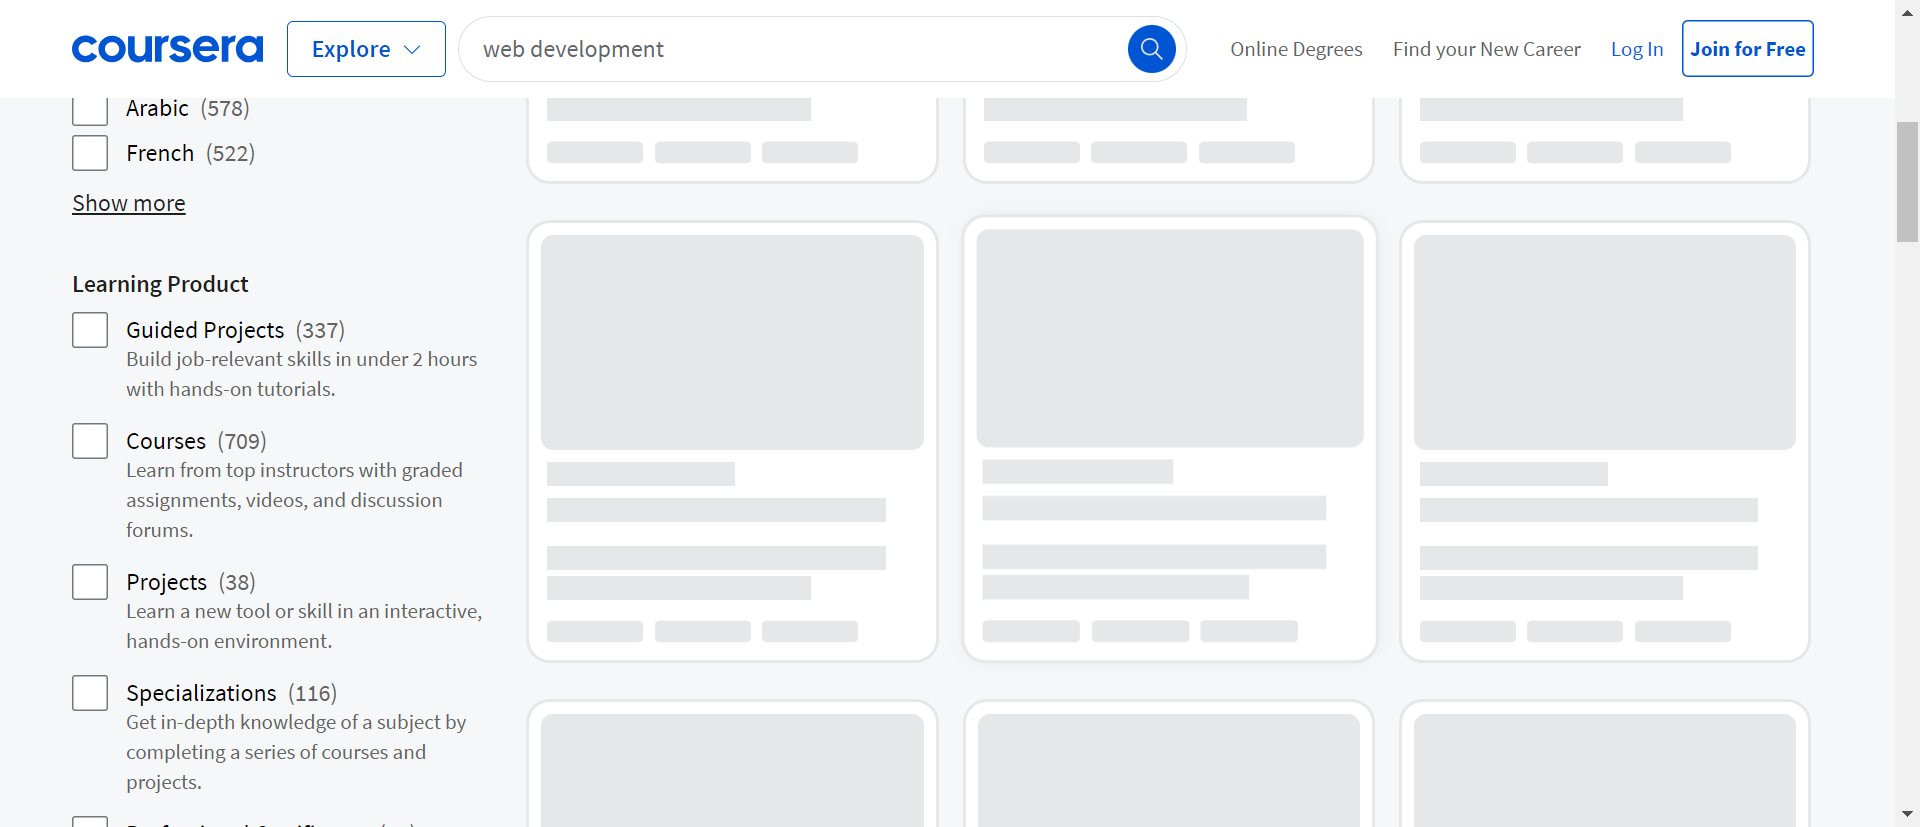 coursera
Explore
web development
Online Degrees
Find your New Career
Log In
Join for Free
Arabic (578)
French (522)
Show more
Learning Product
Guided Projects (337)
Build job-relevant skills in under 2 hours
with hands-on tutorials.
Courses (709)
Learn from top instructors with graded
assignments, videos, and discussion
forums.
Projects (38)
Learn a new tool or skill in an interactive,
hands-on environment.
Specializations (116)
Get in-depth knowledge of a subject by
completing a series of courses and
projects.